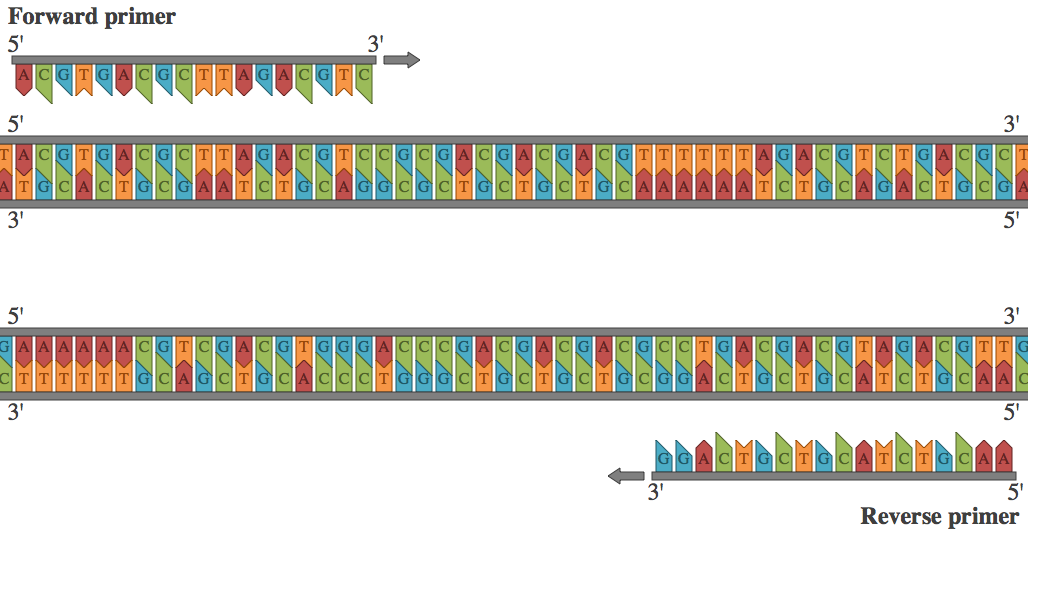 Forward primer
5' 3'
A C G T G A C G C T T A G A C G T C
5' 3'
T A C G T G A C G C T T A G A C G T C C G C G A C G A C G A C G T T T T T T A G A C G T C T G A C G C T
A T G C A C T G C G A A T C T G C A G G C G C T G C T G C T G C A A A A A A T C T G C A G A C T G C G A
3' 5'
5' 3'
G A A A A A A C G T C G A C G T G G G A C C C G A C G A C G A C G C C T G A C G A C G T A G A C G T T G
C T T T T T T G C A G C T G C A C C C T G G G C T G C T G C T G C G G A C T G C T G C A T C T G C A A C
3' 5'
G G A C T G C T G C A T C T G C A A
3' 5'
Reverse primer